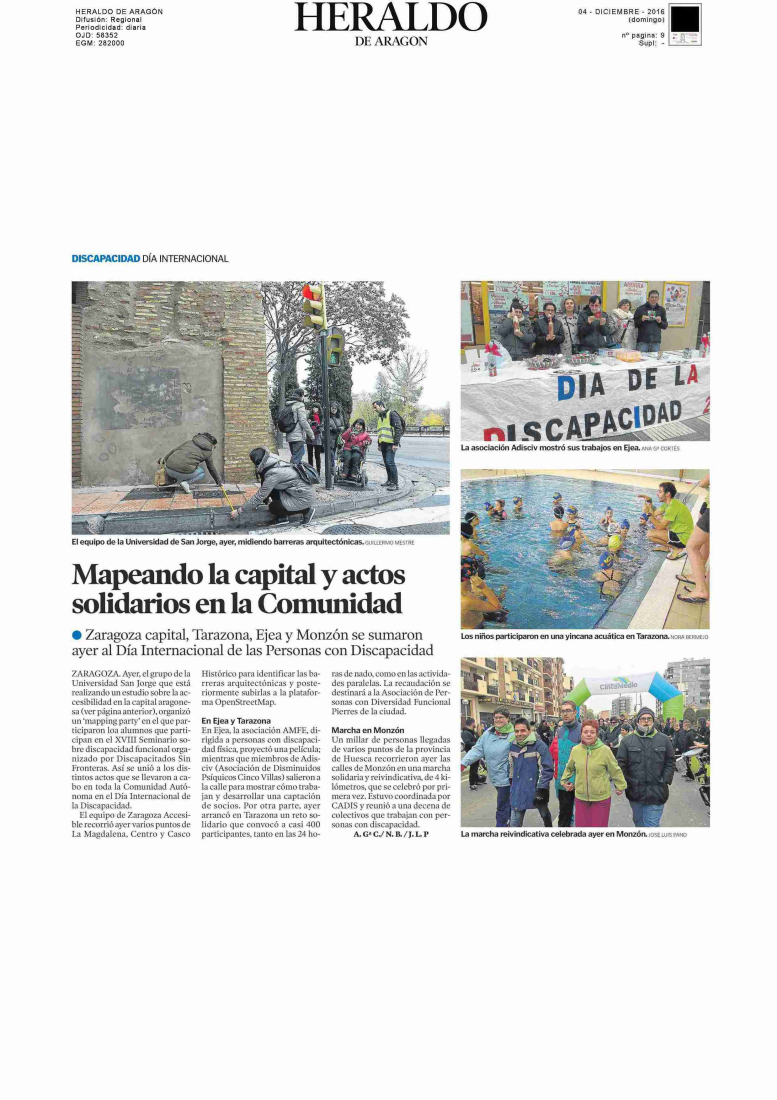 HERALDO DE ARAGÓN
Difusión: Regional
Periodicidad: diaria
OJD: 56352
EGM: 282000
HERALDO
DE ARAGON
04 - DICIEMBRE - 2016
(domingo)
nº pagina: 9
Supl: -
DISCAPACIDAD DÍA INTERNACIONAL
El equipo de la Universidad de San Jorge, ayer, midiendo barreras arquitectónicas. GUILLERMO MESTRE
DIA DE LA
DISCAPACIDAD 2
La asociación Adisciv mostró sus trabajos en Ejea. ANA Gª CORTÉS
Los niños participaron en una yincana acuática en Tarazona. NORA BERMEJO
CintaMedio
La marcha reivindicativa celebrada ayer en Monzón. JOSÉ LUIS PANO
Mapeando la capital y actos
solidarios en la Comunidad
● Zaragoza capital, Tarazona, Ejea y Monzón se sumaron
ayer al Día Internacional de las Personas con Discapacidad
ZARAGOZA. Ayer, el grupo de la
Universidad San Jorge que está
realizando un estudio sobre la ac-
cesibilidad en la capital aragone-
sa (ver página anterior), organizó
un 'mapping party' en el que par-
ticiparon loa alumnos que parti-
cipan en el XVIII Seminario so-
bre discapacidad funcional orga-
nizado por Discapacitados Sin
Fronteras. Así se unió a los dis-
tintos actos que se llevaron a ca-
bo en toda la Comunidad Autó-
noma en el Día Internacional de
la Discapacidad.
El equipo de Zaragoza Accesi-
ble recorrió ayer varios puntos de
La Magdalena, Centro y Casco
Histórico para identificar las ba-
rreras arquitectónicas y poste-
riormente subirlas a la platafor-
ma OpenStreetMap.
En Ejea y Tarazona
En Ejea, la asociación AMFE, di-
rigida a personas con discapaci-
dad física, proyectó una película;
mientras que miembros de Adis-
civ (Asociación de Disminuidos
Psíquicos Cinco Villas) salieron a
la calle para mostrar cómo traba-
jan y desarrollar una captación
de socios. Por otra parte, ayer
arrancó en Tarazona un reto so-
lidario que convocó a casi 400
participantes, tanto en las 24 ho-
ras de nado, como en las activida-
des paralelas. La recaudación se
destinará a la Asociación de Per-
sonas con Diversidad Funcional
Pierres de la ciudad.
Marcha en Monzón
Un millar de personas llegadas
de varios puntos de la provincia
de Huesca recorrieron ayer las
calles de Monzón en una marcha
solidaria y reivindicativa, de 4 ki-
lómetros, que se celebró por pri-
mera vez. Estuvo coordinada por
CADIS y reunió a una decena de
colectivos que trabajan con per-
sonas con discapacidad.
A. Gª C./ N. B. / J. L. P